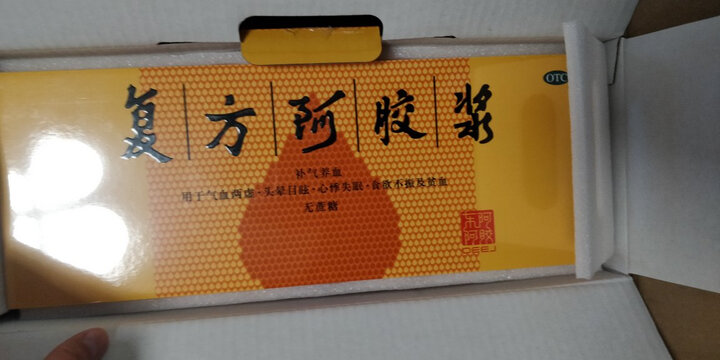 复方阿胶浆
OTC
补气养血
用于气血两虚·头晕目眩·心悸失眠·食欲不振及贫血
无蔗糖
东阿阿胶
DEEJ